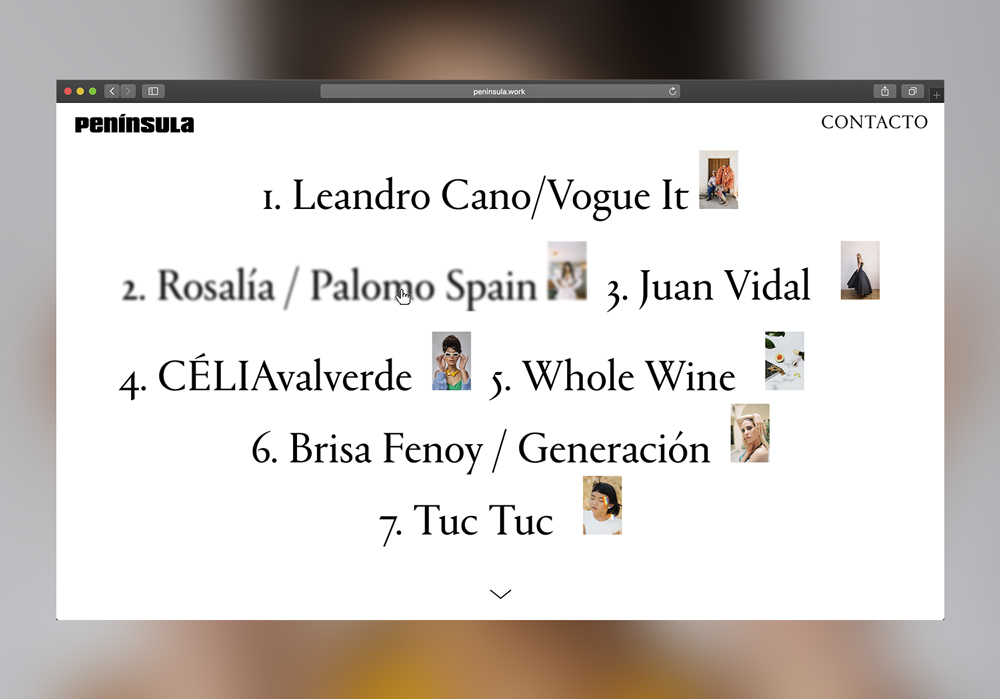 peninsula.work
PENÍNSULA
CONTACTO
1. Leandro Cano/Vogue It
2. Rosalía / Palomo Spain
3. Juan Vidal
4. CÉLIAvalverde
5. Whole Wine
6. Brisa Fenoy / Generación
7. Tuc Tuc